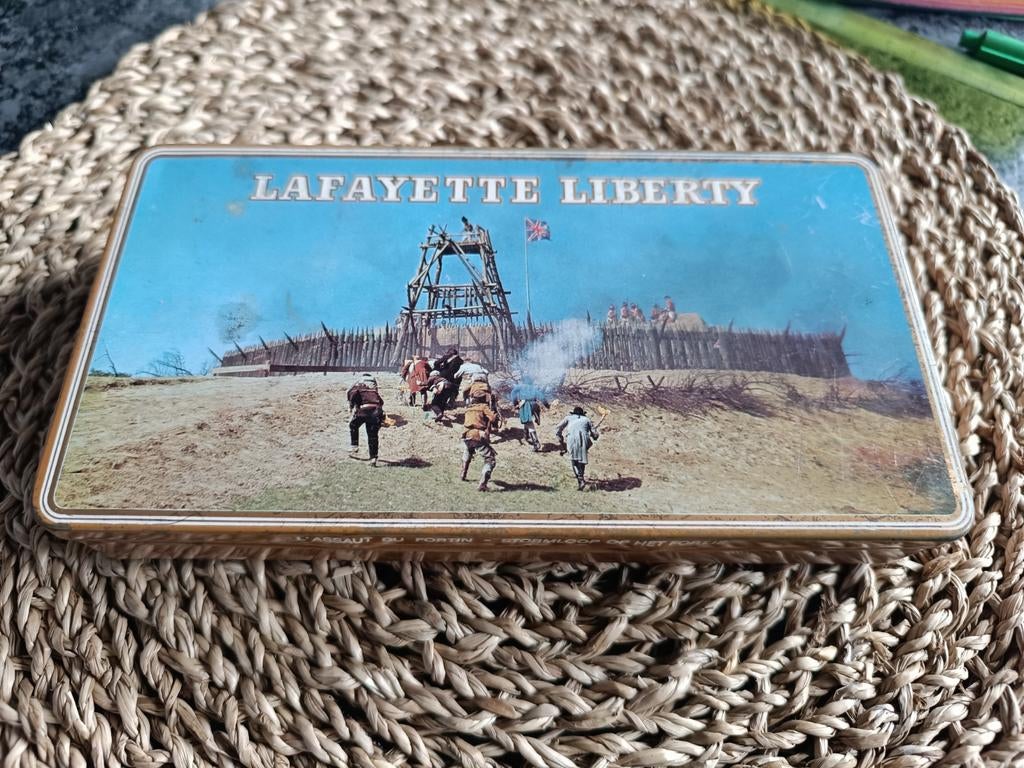 LAFAYETTE LIBERTY
L'ASSAUT DU FORTIN - STORMLOOP OP HET